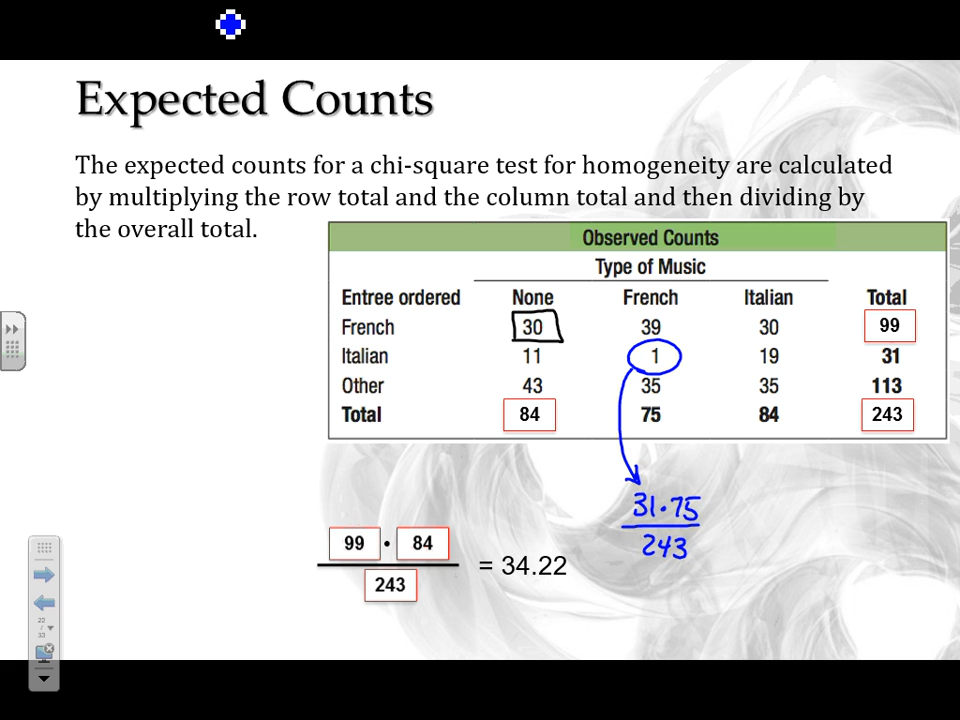 Expected Counts
The expected counts for a chi-square test for homogeneity are calculated
by multiplying the row total and the column total and then dividing by
the overall total.
Observed Counts
Type of Music
Entree ordered None French Italian Total
French 30 39 30 99
Italian 11 1 19 31
Other 43 35 35 113
Total 84 75 84 243
31·75
243
99 · 84
243
= 34.22
22
/
33